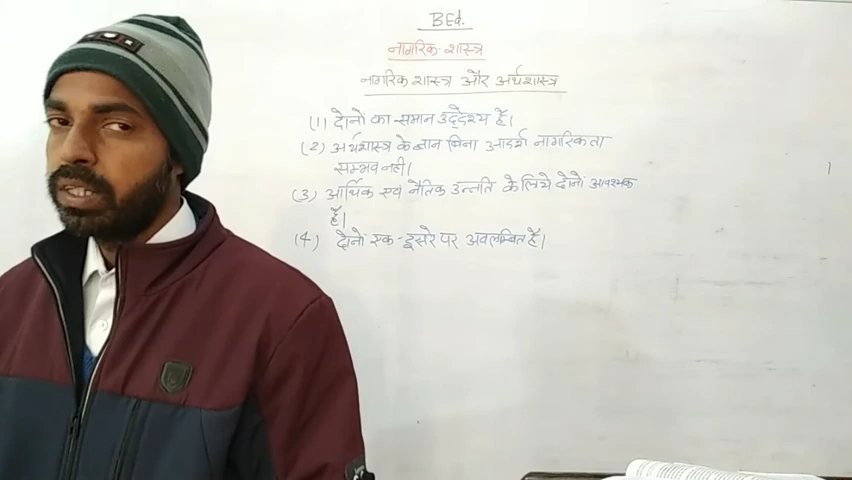 BEd.
नागरिक-शास्त्र
नागरिक शास्त्र और अर्थशास्त्र
(1) दोनों का समान उद्देश्य है।
(2) अर्थशास्त्र के ज्ञान बिना आदर्श नागरिकता
सम्भव नहीं।
(3) आर्थिक एवं नैतिक उन्नति के लिये दोनों आवश्यक
हैं।
(4) दोनों एक-दूसरे पर अवलम्बित हैं।